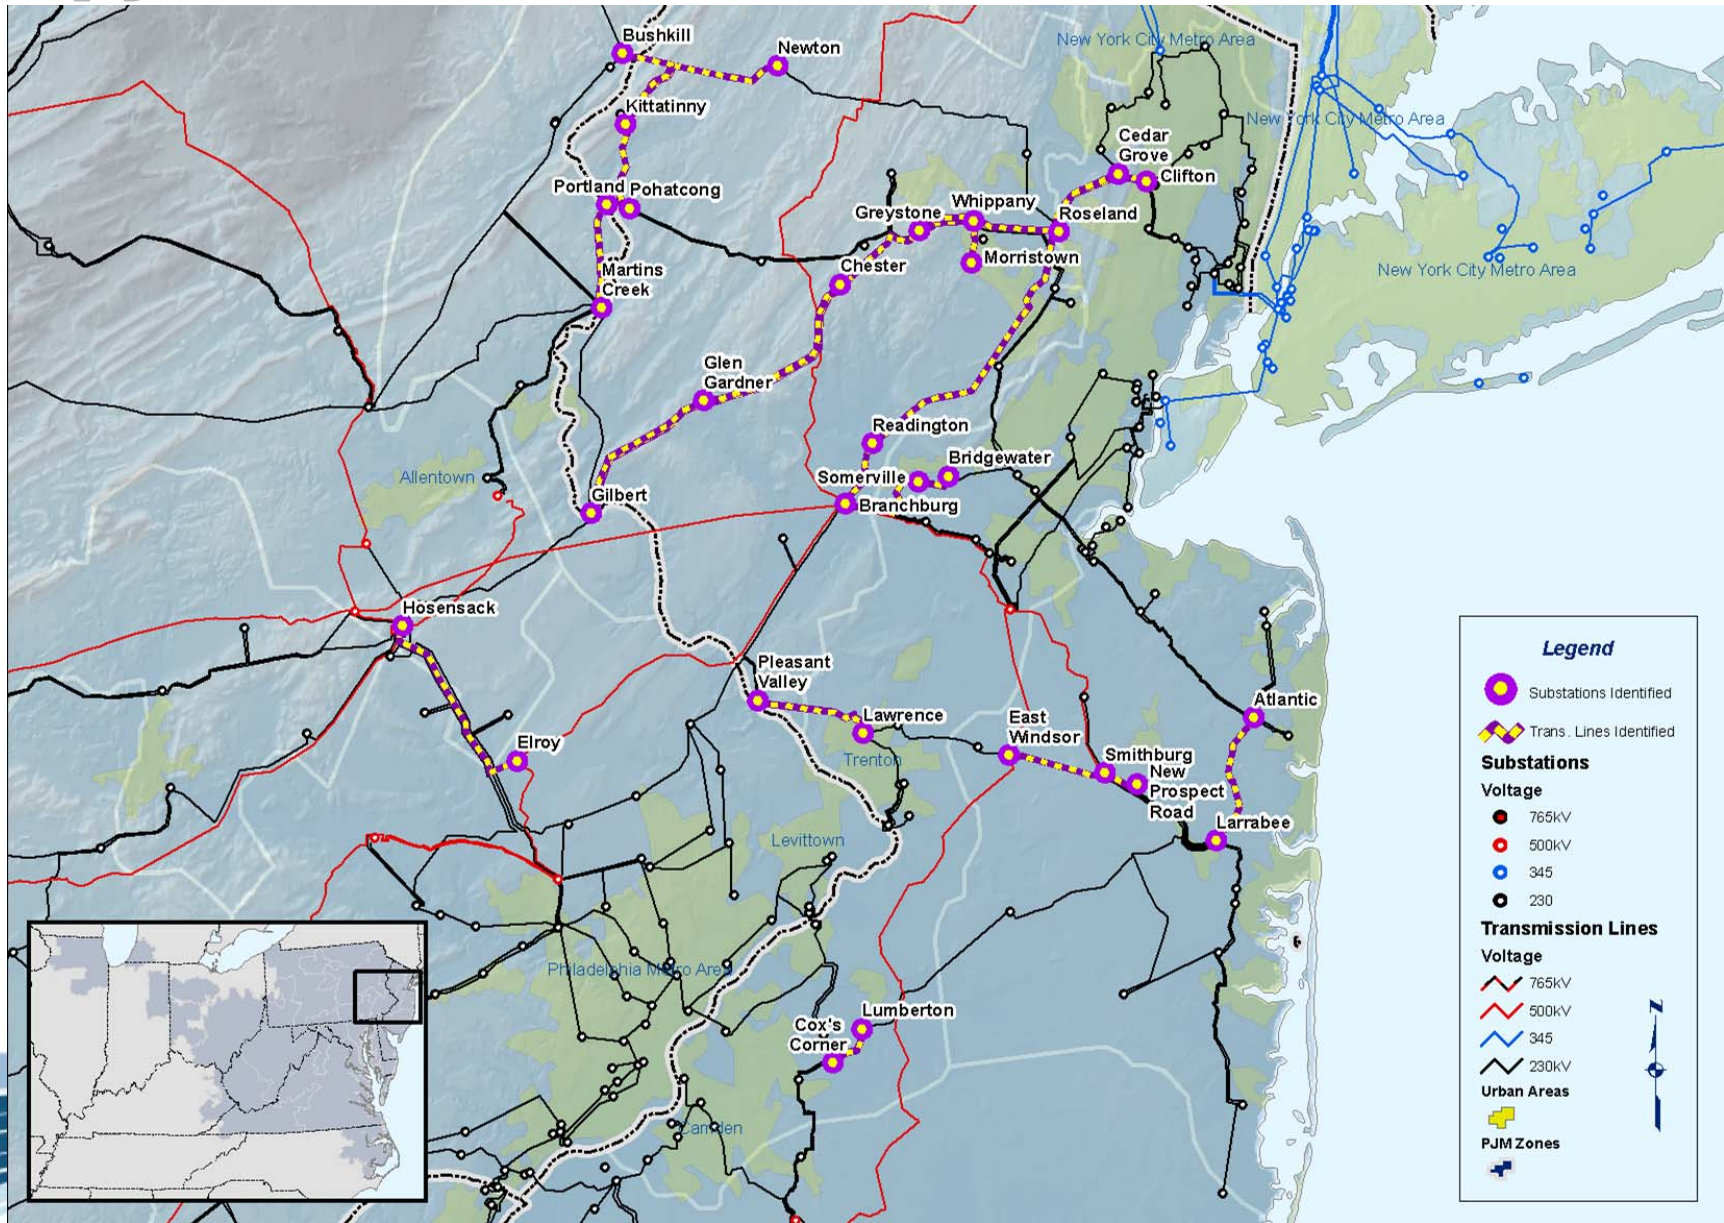 Bushkill
Newton
New York City Metro Area
Kittatinny
New York City Metro Area
Cedar
Grove
Clifton
Portland
Pohatcong
Greystone
Whippany
Roseland
Morristown
New York City Metro Area
Martins
Creek
Chester
Glen
Gardner
Readington
Bridgewater
Somerville
Allentown
Gilbert
Branchburg
Hosensack
Pleasant
Valley
Lawrence
East
Windsor
Atlantic
Elroy
Trenton
Smithburg
New
Prospect
Road
Larrabee
Levittown
Philadelphia Metro Area
Lumberton
Cox's
Corner
Camden
Legend
Substations Identified
Trans. Lines Identified
Substations
Voltage
765kV
500kV
345
230
Transmission Lines
Voltage
765kV
500kV
345
230kV
Urban Areas
PJM Zones
N